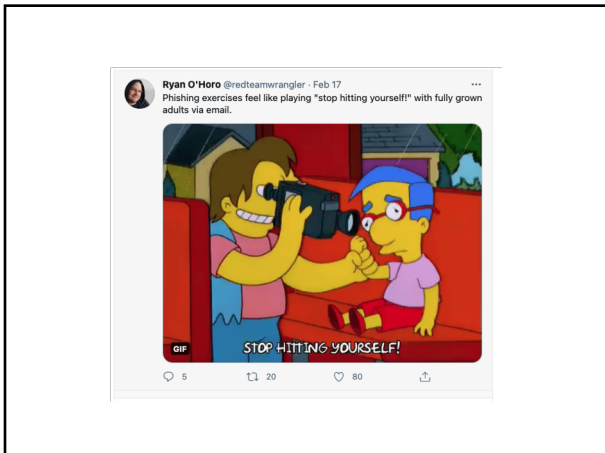 Ryan O'Horo @redteamwrangler · Feb 17 ...
Phishing exercises feel like playing "stop hitting yourself!" with fully grown
adults via email.
STOP HITTING YOURSELF!
GIF
5 20 80